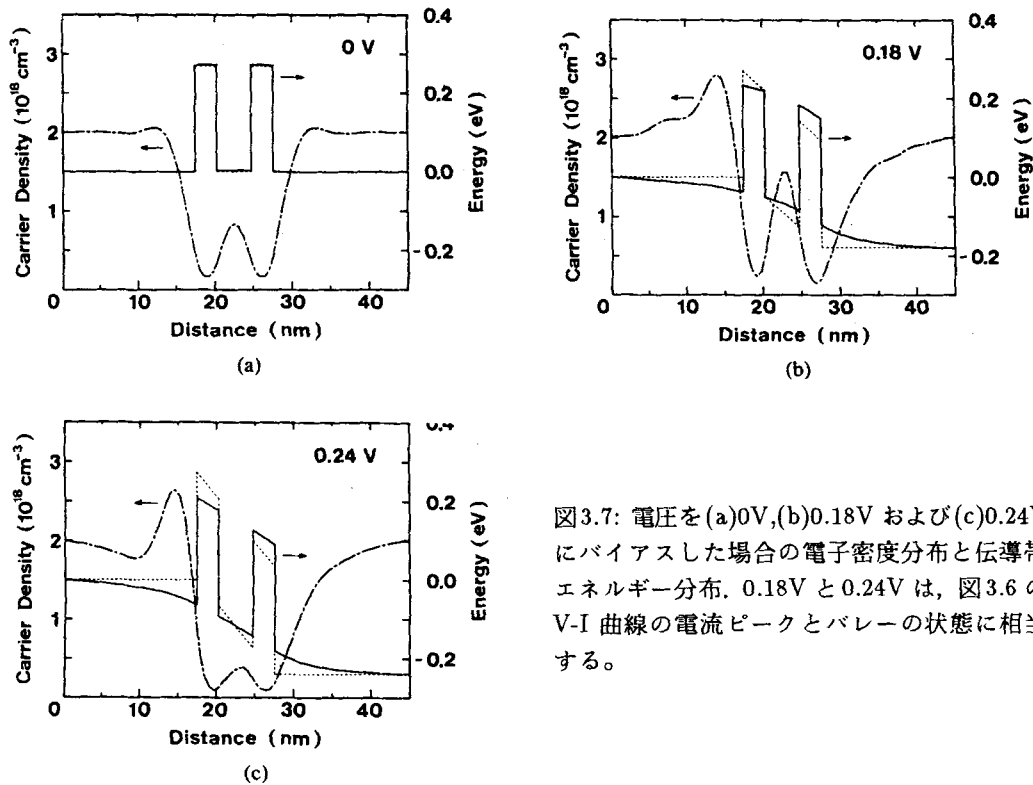 0 V
Carrier Density (10¹⁸ cm⁻³)
3
2
1
0.4
0.2
0.0
-0.2
Energy (eV)
0 10 20 30 40
Distance (nm)
(a)
0.18 V
Carrier Density (10¹⁸ cm⁻³)
3
2
1
0.4
0.2
0.0
-0.2
Energy (eV)
0 10 20 30 40
Distance (nm)
(b)
0.24 V
Carrier Density (10¹⁸ cm⁻³)
3
2
1
0.4
0.2
0.0
-0.2
Energy (eV)
0 10 20 30 40
Distance (nm)
(c)
図3.7: 電圧を(a)0V,(b)0.18V および(c)0.24V
にバイアスした場合の電子密度分布と伝導帯
エネルギー分布. 0.18V と0.24V は, 図3.6 の
V-I 曲線の電流ピークとバレーの状態に相当
する。